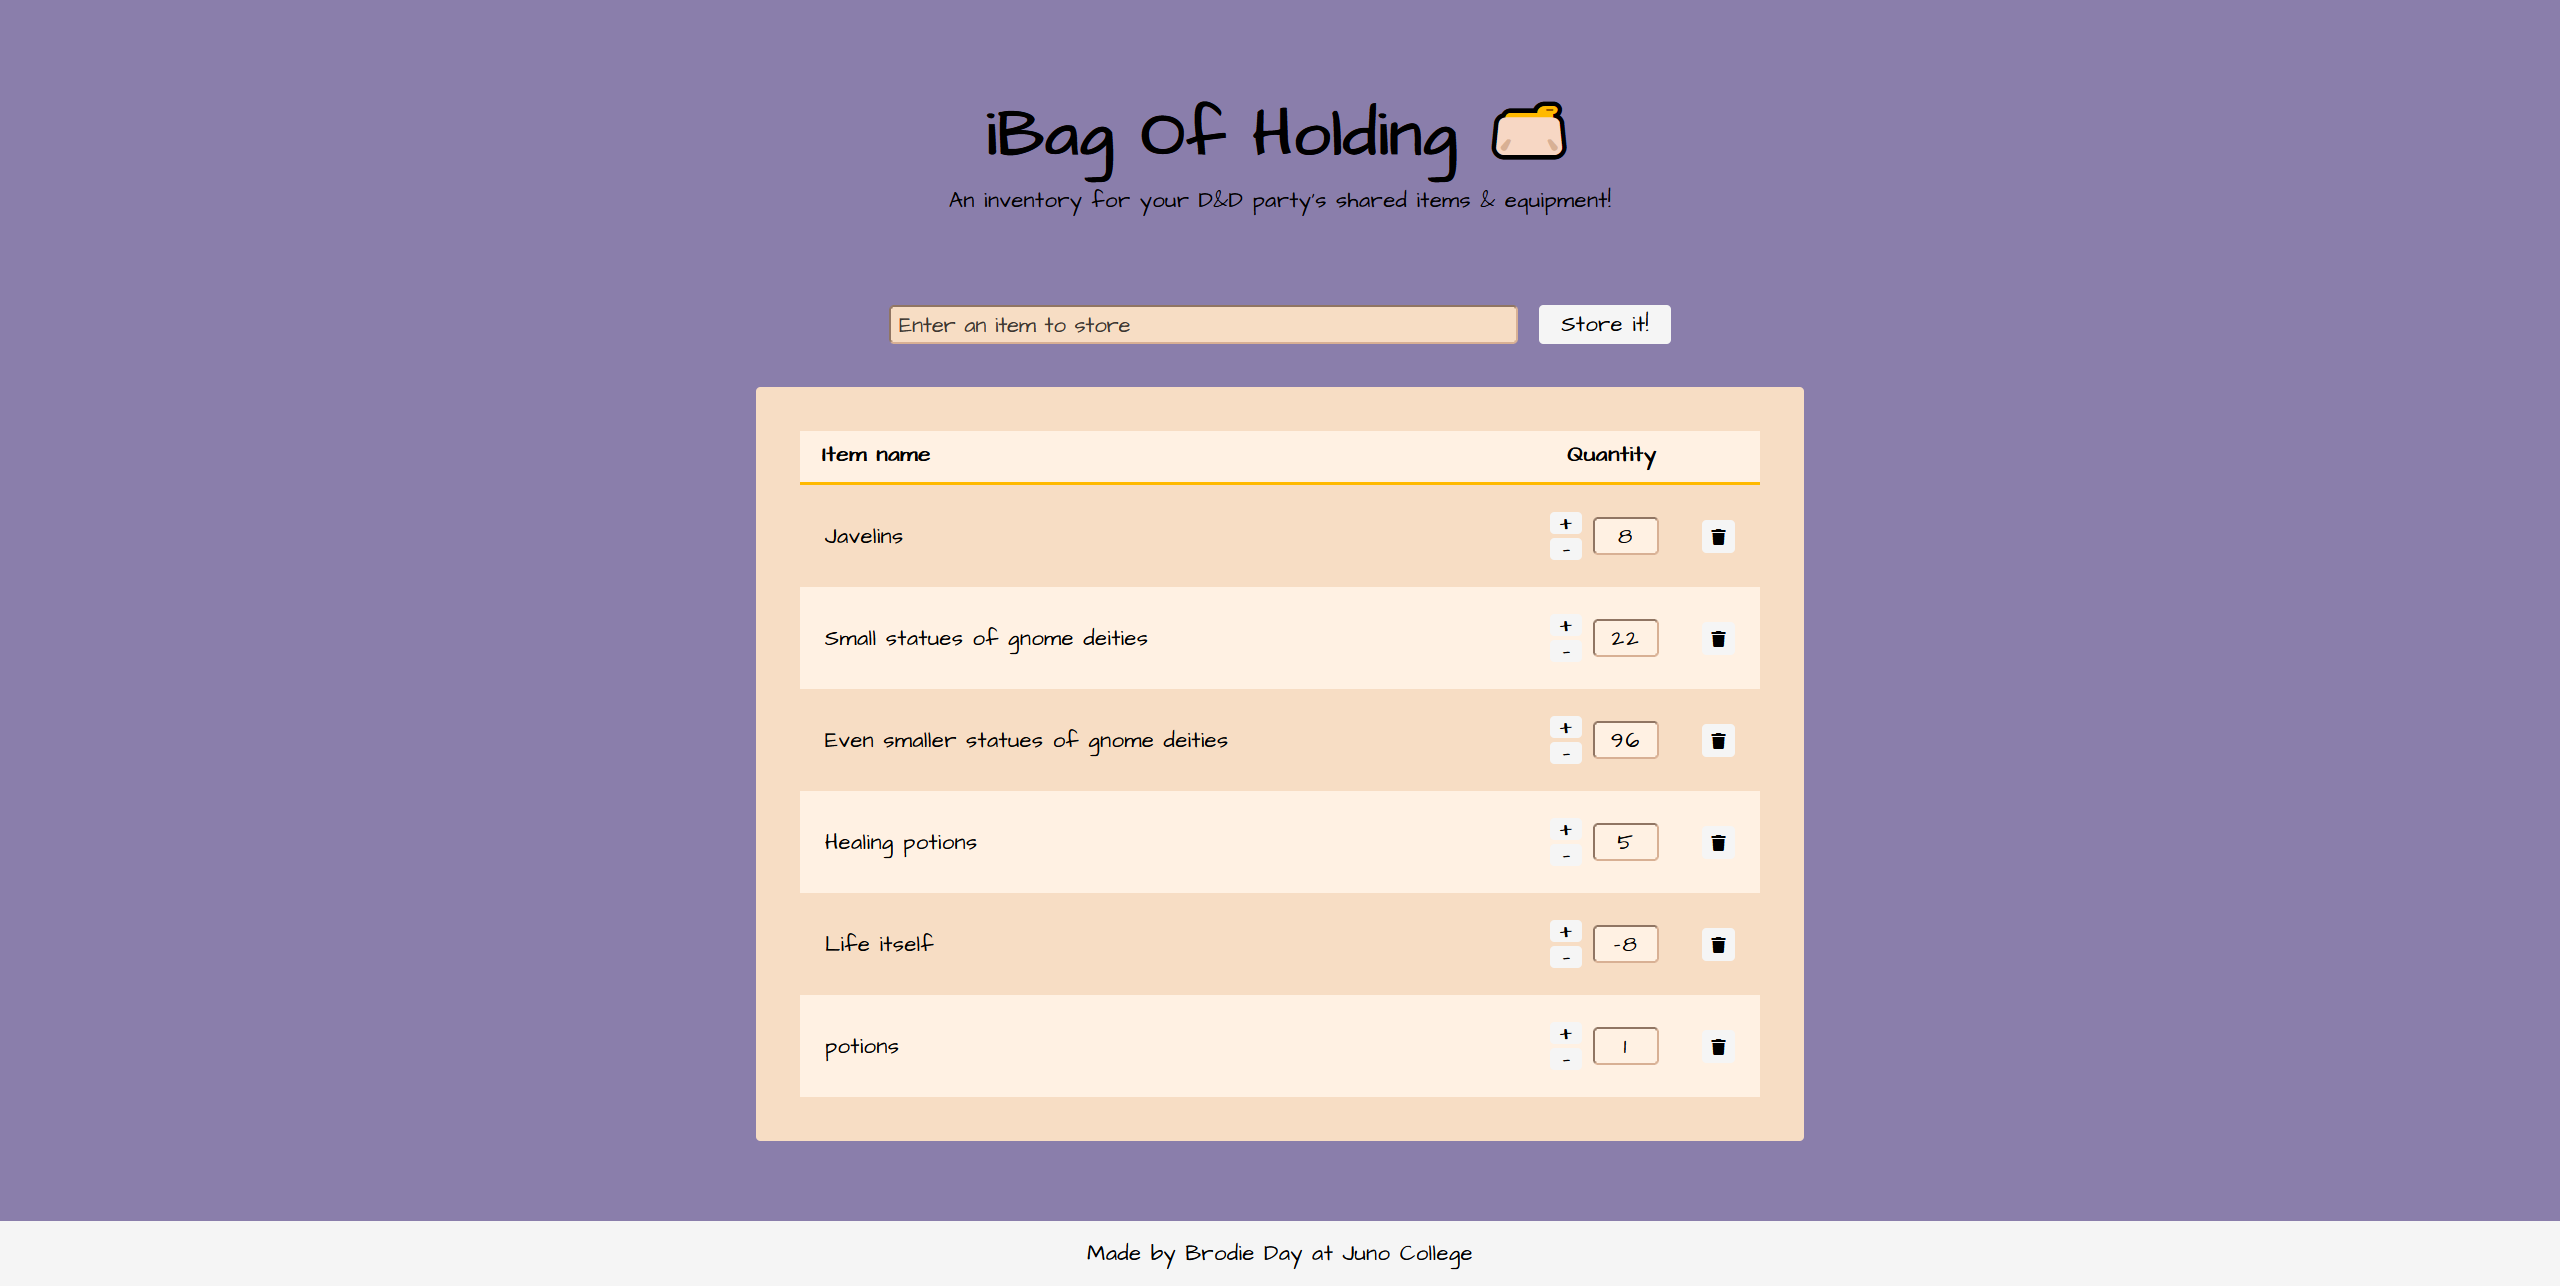 iBag Of Holding
An inventory for your D&D party's shared items & equipment!
Enter an item to store Store it!
Item name Quantity
Javelins + - 8
Small statues of gnome deities + - 22
Even smaller statues of gnome deities + - 96
Healing potions + - 5
Life itself + - -8
potions + - 1
Made by Brodie Day at Juno College